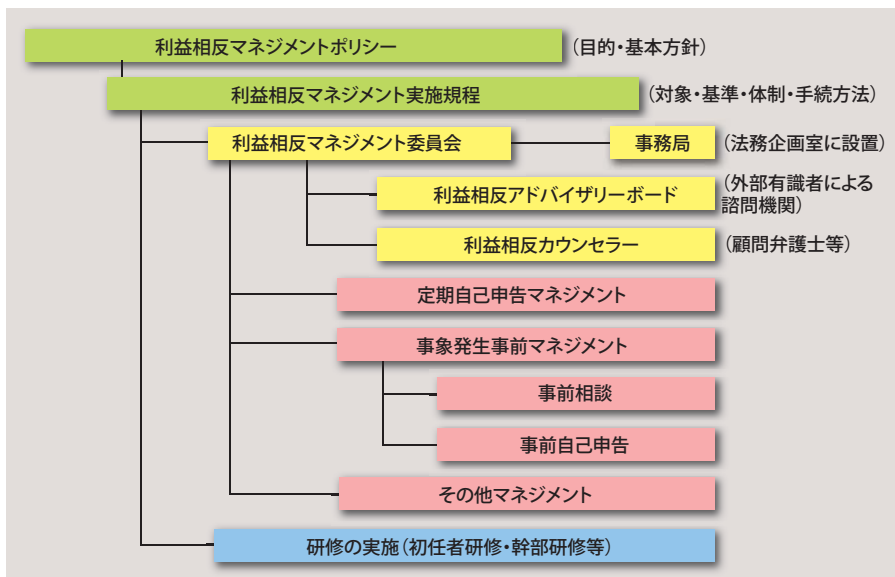 利益相反マネジメントポリシー (目的・基本方針)
利益相反マネジメント実施規程 (対象・基準・体制・手続方法)
利益相反マネジメント委員会 事務局 (法務企画室に設置)
利益相反アドバイザリーボード (外部有識者による
諮問機関)
利益相反カウンセラー (顧問弁護士等)
定期自己申告マネジメント
事象発生事前マネジメント
事前相談
事前自己申告
その他マネジメント
研修の実施(初任者研修・幹部研修等)